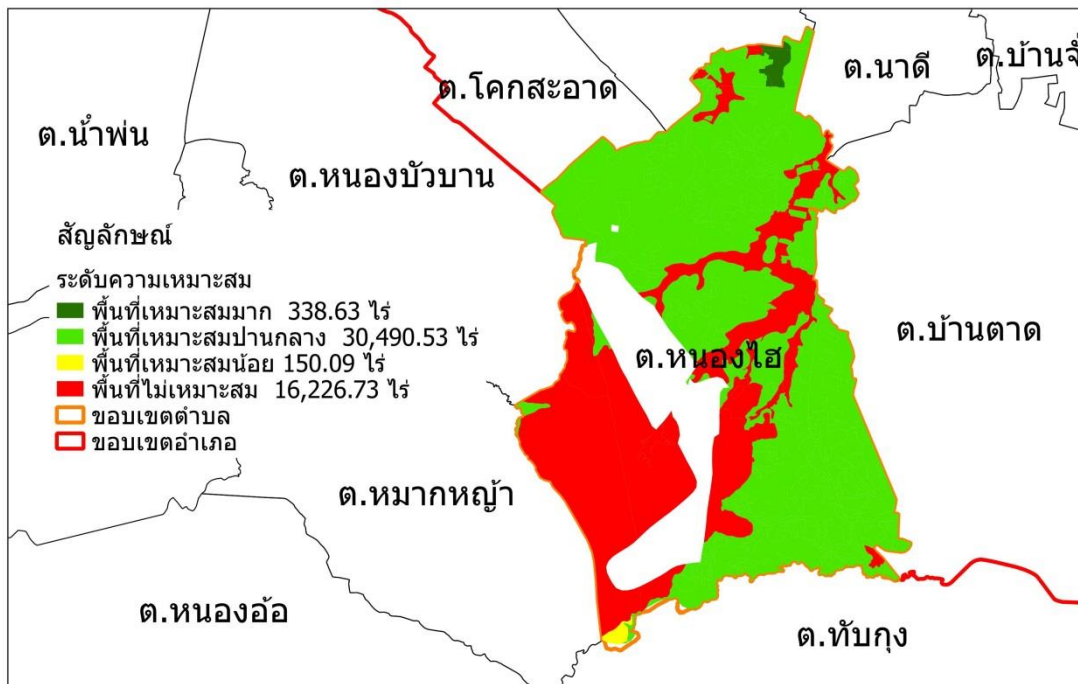 ต.โคกสะอาด
ต.นาดี
ต.บ้านจั่
ต.น้ำพ่น
ต.หนองบัวบาน
สัญลักษณ์
ระดับความเหมาะสม
พื้นที่เหมาะสมมาก 338.63 ไร่
พื้นที่เหมาะสมปานกลาง 30,490.53 ไร่
พื้นที่เหมาะสมน้อย 150.09 ไร่
พื้นที่ไม่เหมาะสม 16,226.73 ไร่
ขอบเขตตำบล
ขอบเขตอำเภอ
ต.บ้านตาด
ต.หนองไฮ
ต.หมากหญ้า
ต.หนองอ้อ
ต.ทับกุง